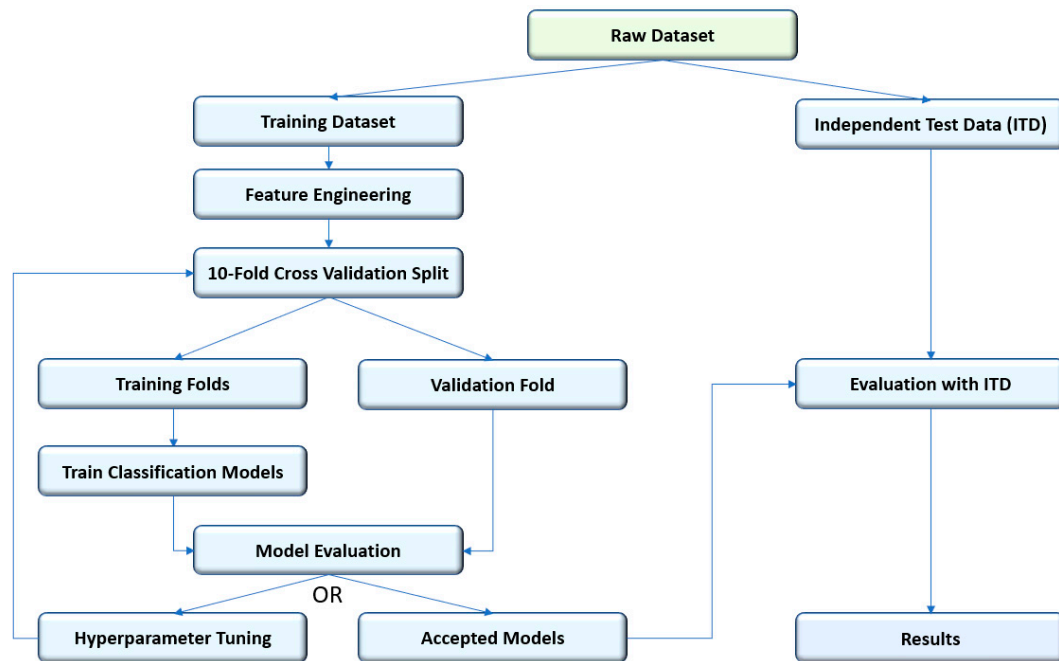 Raw Dataset
Training Dataset
Independent Test Data (ITD)
Feature Engineering
10-Fold Cross Validation Split
Training Folds
Validation Fold
Evaluation with ITD
Train Classification Models
Model Evaluation
OR
Hyperparameter Tuning
Accepted Models
Results